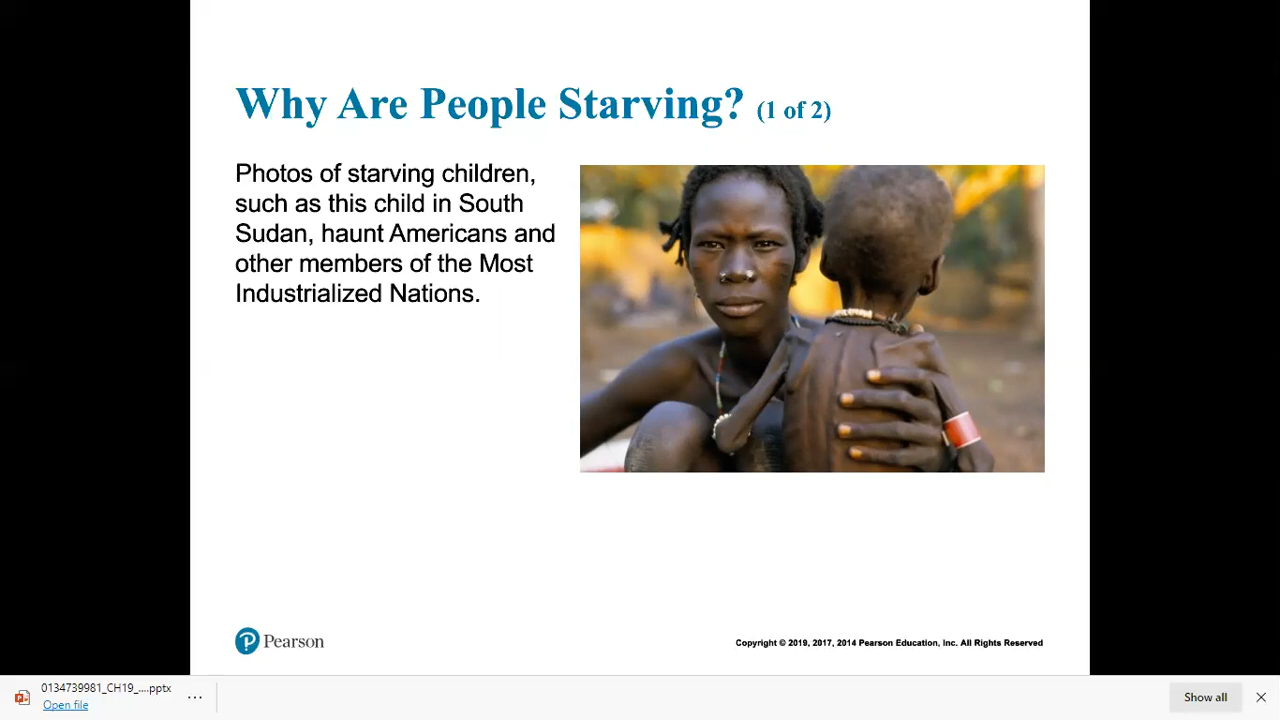 Why Are People Starving? (1 of 2)
Photos of starving children,
such as this child in South
Sudan, haunt Americans and
other members of the Most
Industrialized Nations.
Pearson
Copyright © 2019, 2017, 2014 Pearson Education, Inc. All Rights Reserved
0134739981_CH19_....pptx
Open file
Show all